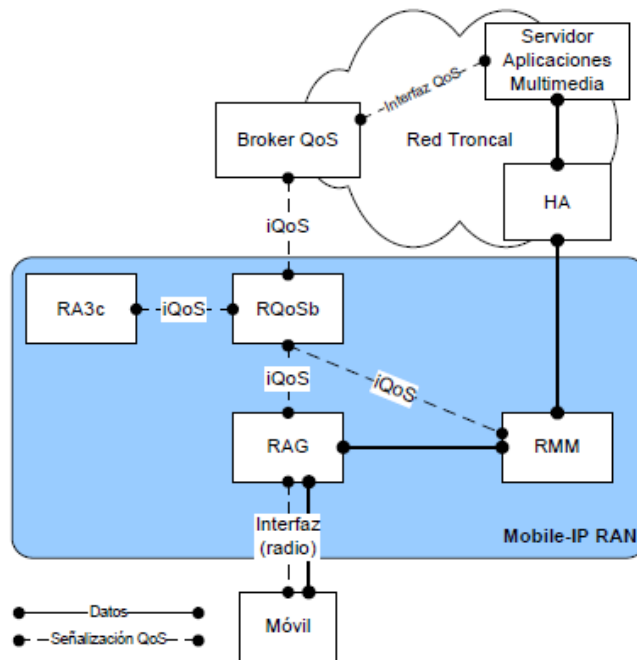 Servidor
Aplicaciones
Multimedia
Interfaz QoS
Broker QoS
Red Troncal
HA
iQoS
RA3c
iQoS
RQoSb
iQoS
iQoS
RAG
RMM
Interfaz
(radio)
Mobile-IP RAN
Datos
Señalización QoS
Móvil